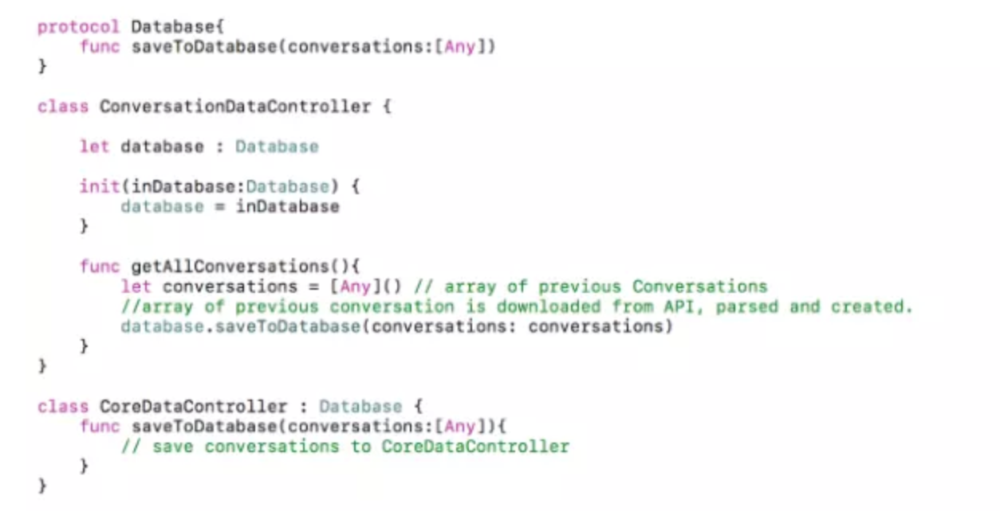 protocol Database{
    func saveToDatabase(conversations:[Any])
}
class ConversationDataController {
    let database : Database
    init(inDatabase:Database) {
        database = inDatabase
    }
    func getAllConversations(){
        let conversations = [Any]() // array of previous Conversations
        //array of previous conversation is downloaded from API, parsed and created.
        database.saveToDatabase(conversations: conversations)
    }
}
class CoreDataController : Database {
    func saveToDatabase(conversations:[Any]){
        // save conversations to CoreDataController
    }
}